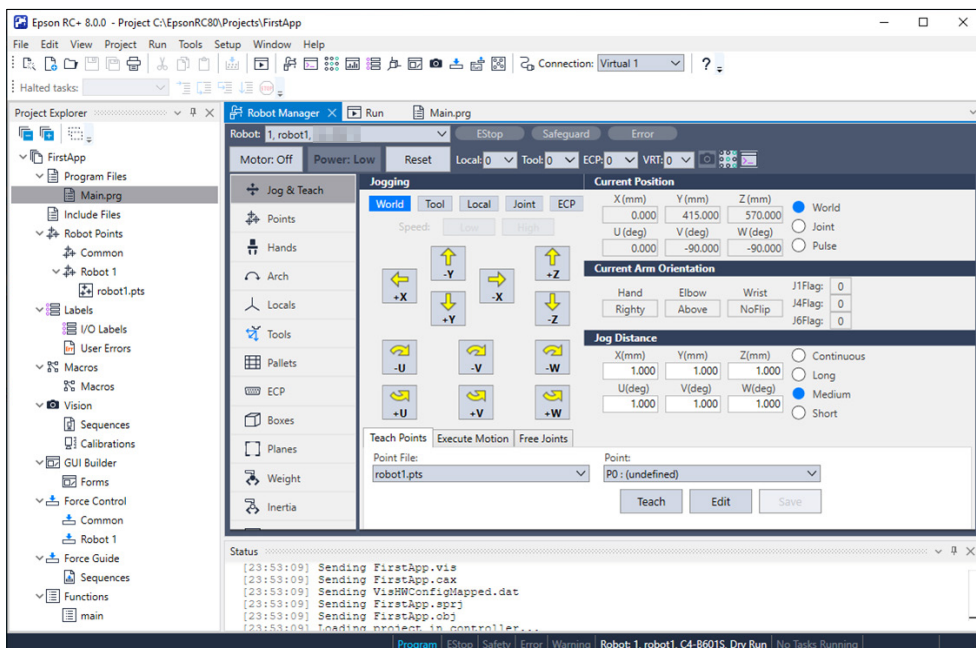 Epson RC+ 8.0.0 - Project C:\EpsonRC80\Projects\FirstApp
File Edit View Project Run Tools Setup Window Help
Connection: Virtual 1
?
Halted tasks:
Project Explorer
FirstApp
Program Files
Main.prg
Include Files
Robot Points
Common
Robot 1
robot1.pts
Labels
I/O Labels
User Errors
Macros
Macros
Vision
Sequences
Calibrations
GUI Builder
Forms
Force Control
Common
Robot 1
Force Guide
Sequences
Functions
main
Robot Manager Run Main.prg
Robot: 1, robot1, EStop Safeguard Error
Motor: Off Power: Low Reset Local: 0 Tool: 0 ECP: 0 VRT: 0
Jog & Teach
Points
Hands
Arch
Locals
Tools
Pallets
ECP
Boxes
Planes
Weight
Inertia
Jogging
World Tool Local Joint ECP
Speed: Low High
-Y +Z
+X -X
+Y -Z
-U -V -W
+U +V +W
Current Position
X (mm) Y (mm) Z (mm)
0.000 415.000 570.000
U (deg) V (deg) W (deg)
0.000 -90.000 -90.000
World
Joint
Pulse
Current Arm Orientation
Hand Elbow Wrist
Righty Above NoFlip
J1Flag: 0
J4Flag: 0
J6Flag: 0
Jog Distance
X(mm) Y(mm) Z(mm)
1.000 1.000 1.000
U(deg) V(deg) W(deg)
1.000 1.000 1.000
Continuous
Long
Medium
Short
Teach Points Execute Motion Free Joints
Point File: Point:
robot1.pts P0 : (undefined)
Teach Edit Save
Status
[23:53:09] Sending FirstApp.vis
[23:53:09] Sending FirstApp.cax
[23:53:09] Sending VisHWConfigMapped.dat
[23:53:09] Sending FirstApp.sprj
[23:53:09] Sending FirstApp.obj
[23:53:09] Loading project in controller...
Program EStop Safety Error Warning Robot: 1, robot1, C4-B601S, Dry Run No Tasks Running